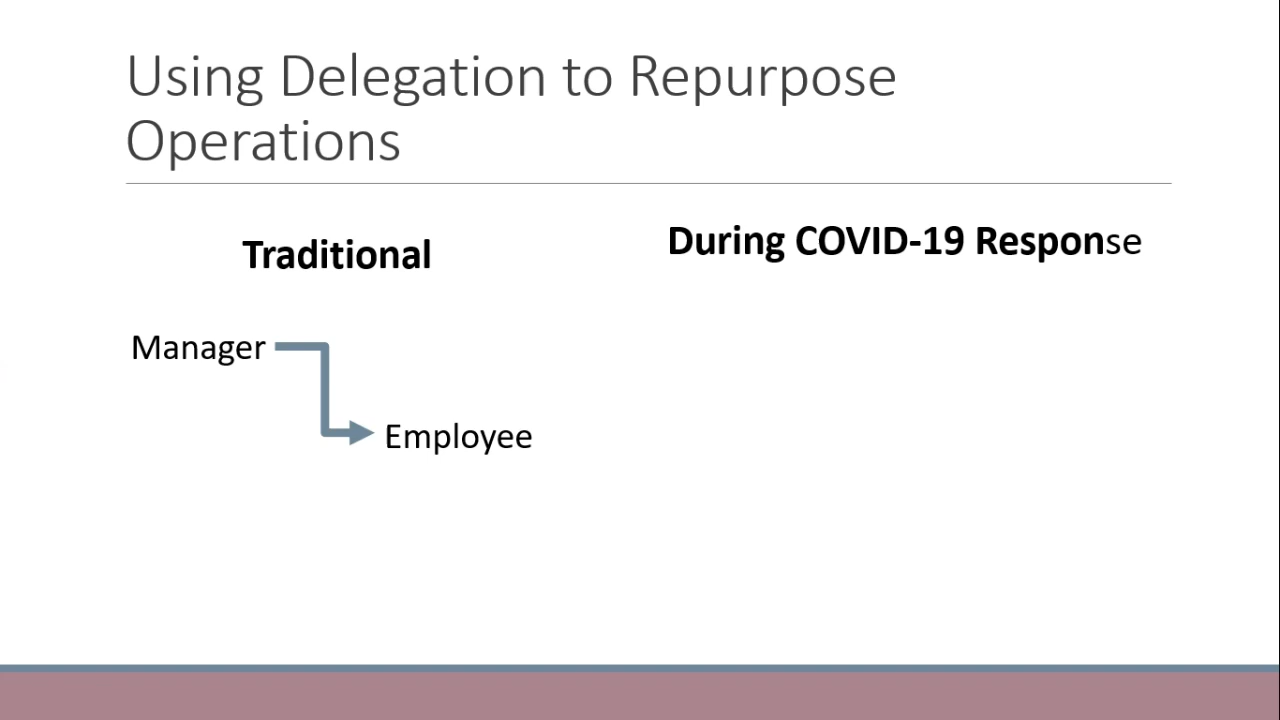 Using Delegation to Repurpose
Operations
Traditional
During COVID-19 Response
Manager
Employee